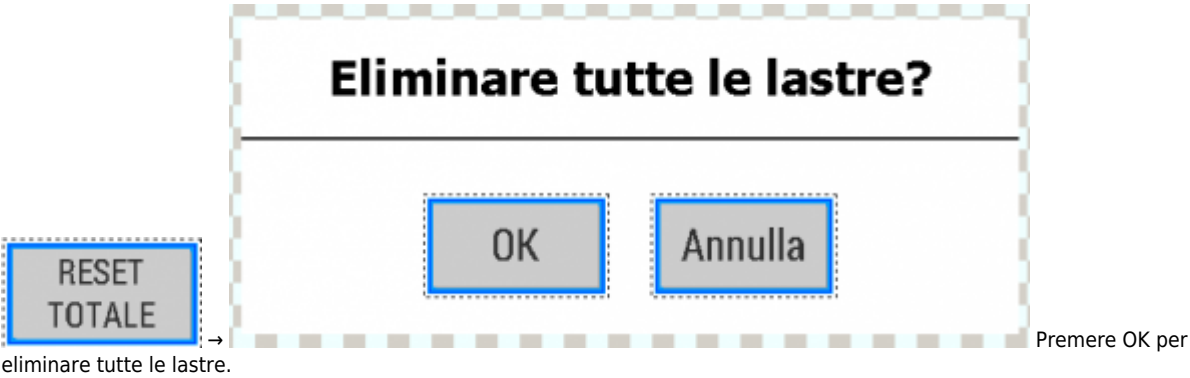 Eliminare tutte le lastre?
OK Annulla
RESET
TOTALE
→ Premere OK per
eliminare tutte le lastre.